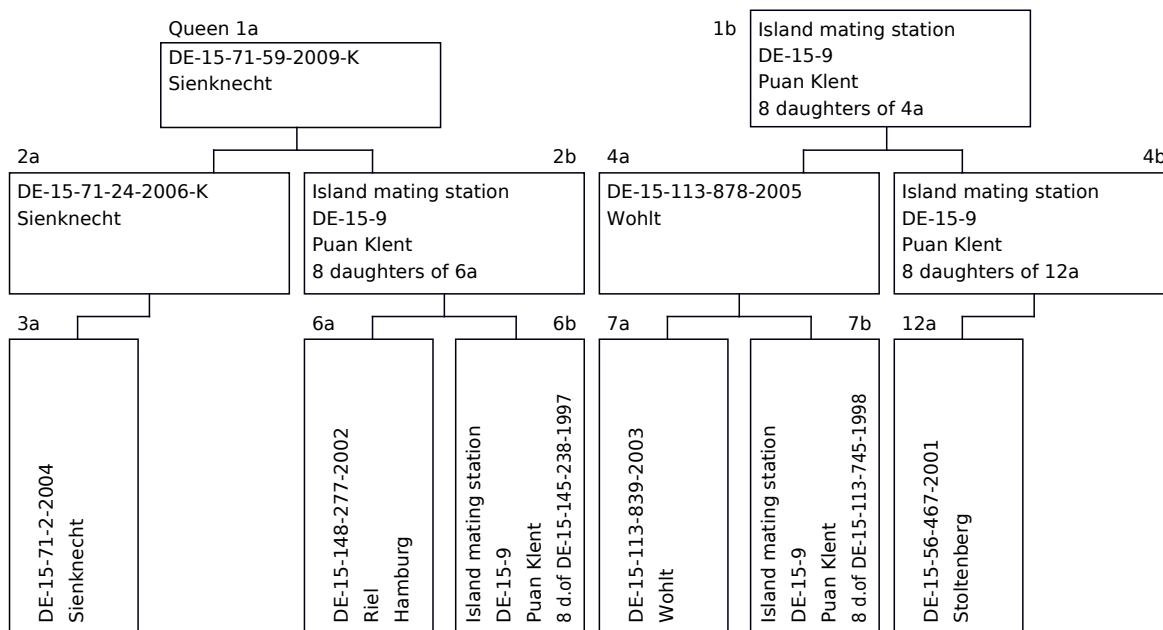 Queen 1a
DE-15-71-59-2009-K
Sienknecht
1b
Island mating station
DE-15-9
Puan Klent
8 daughters of 4a
2a
DE-15-71-24-2006-K
Sienknecht
2b
Island mating station
DE-15-9
Puan Klent
8 daughters of 6a
4a
DE-15-113-878-2005
Wohlt
4b
Island mating station
DE-15-9
Puan Klent
8 daughters of 12a
3a
DE-15-71-2-2004
Sienknecht
6a
DE-15-148-277-2002
Riel
Hamburg
6b
Island mating station
DE-15-9
Puan Klent
8 d.of DE-15-145-238-1997
7a
DE-15-113-839-2003
Wohlt
7b
Island mating station
DE-15-9
Puan Klent
8 d.of DE-15-113-745-1998
12a
DE-15-56-467-2001
Stoltenberg